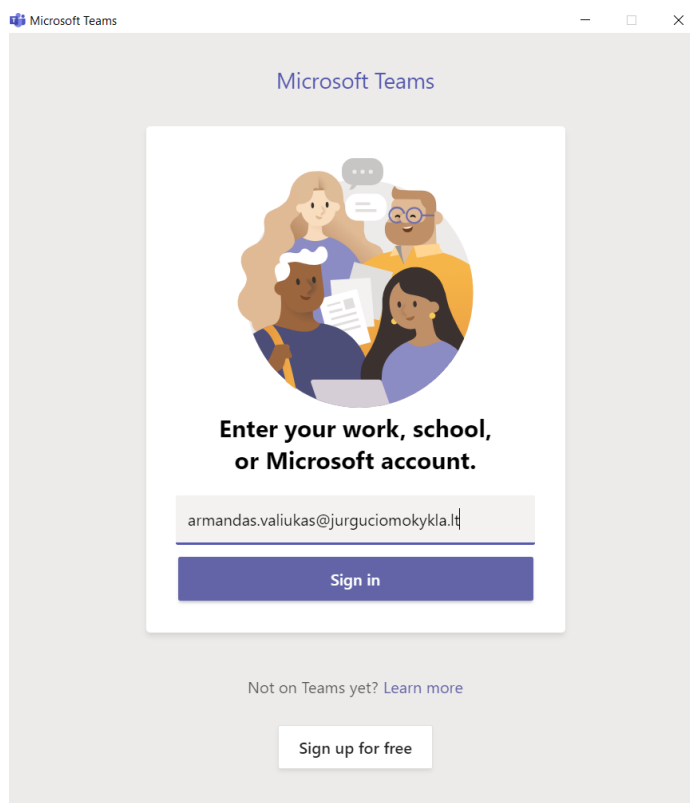 Microsoft Teams
Microsoft Teams
Enter your work, school,
or Microsoft account.
armandas.valiukas@jurguciomokykla.lt
Sign in
Not on Teams yet? Learn more
Sign up for free